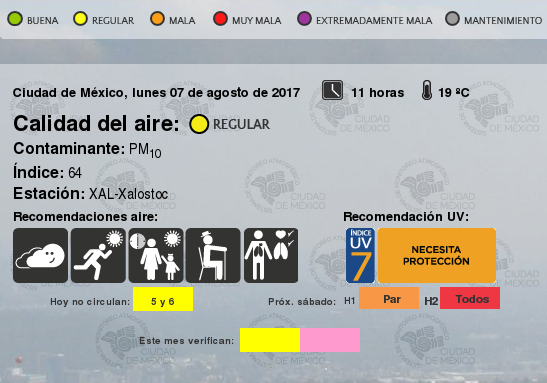 BUENA REGULAR MALA MUY MALA EXTREMADAMENTE MALA MANTENIMIENTO
Ciudad de México, lunes 07 de agosto de 2017 11 horas 19 ºC
Calidad del aire: REGULAR
Contaminante: PM10
Índice: 64
Estación: XAL-Xalostoc
Recomendaciones aire: Recomendación UV:
ÍNDICE UV 7 NECESITA PROTECCIÓN
Hoy no circulan: 5 y 6 Próx. sábado: H1 Par H2 Todos
Este mes verifican:
MONITOREO ATMOSFÉRICO
CIUDAD DE MÉXICO